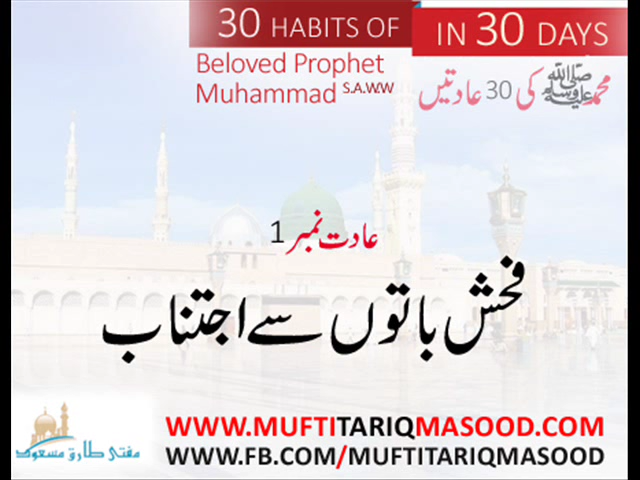 30 HABITS OF IN 30 DAYS
Beloved Prophet
Muhammad S.A.W.W
محمد ﷺ کی 30 عادتیں
عادت نمبر 1
فحش باتوں سے اجتناب
مفتی طارق مسعود
WWW.MUFTITARIQMASOOD.COM
WWW.FB.COM/MUFTITARIQMASOOD